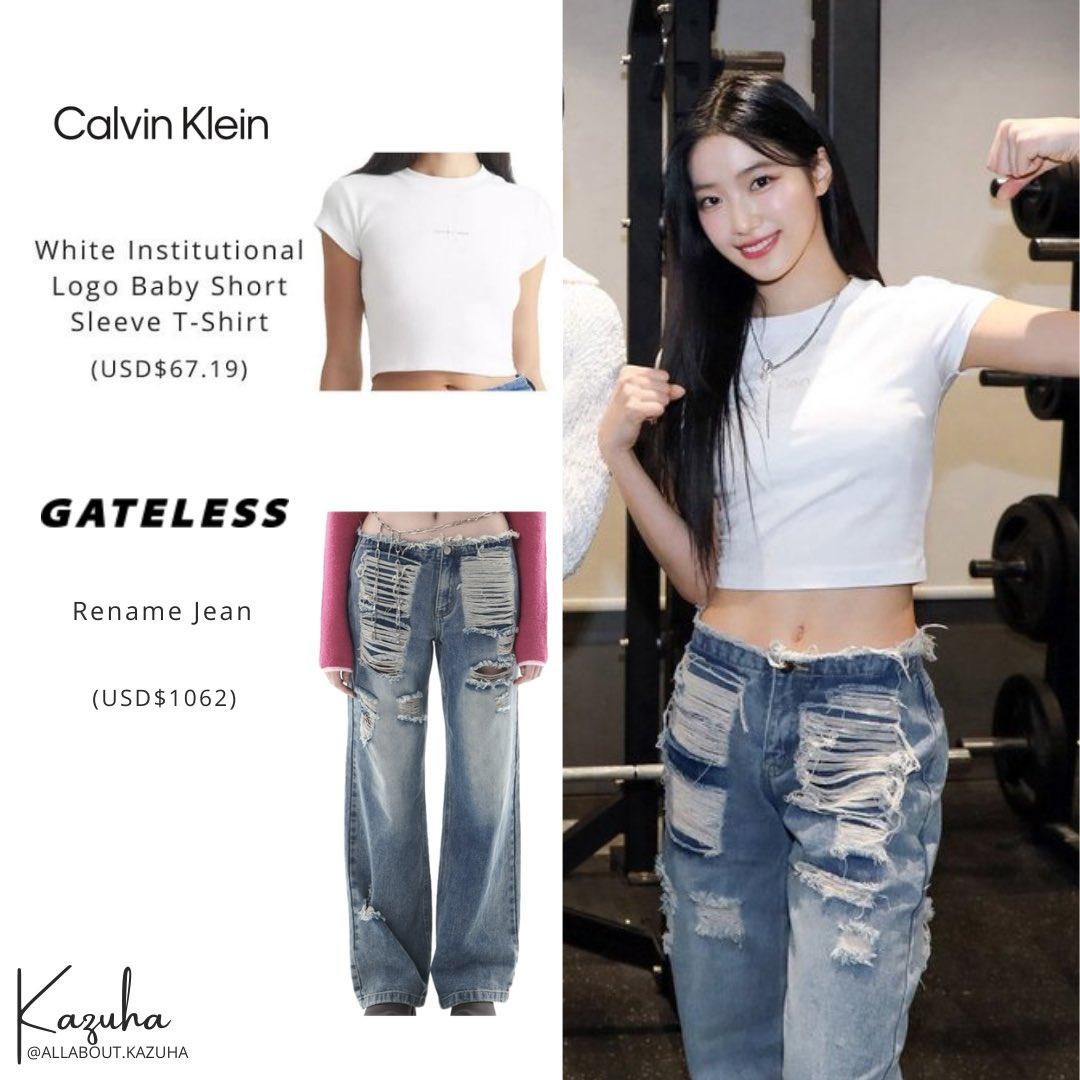 Calvin Klein
White Institutional
Logo Baby Short
Sleeve T-Shirt
(USD$67.19)
GATELESS
Rename Jean
(USD$1062)
Kazuha
@ALLABOUT.KAZUHA